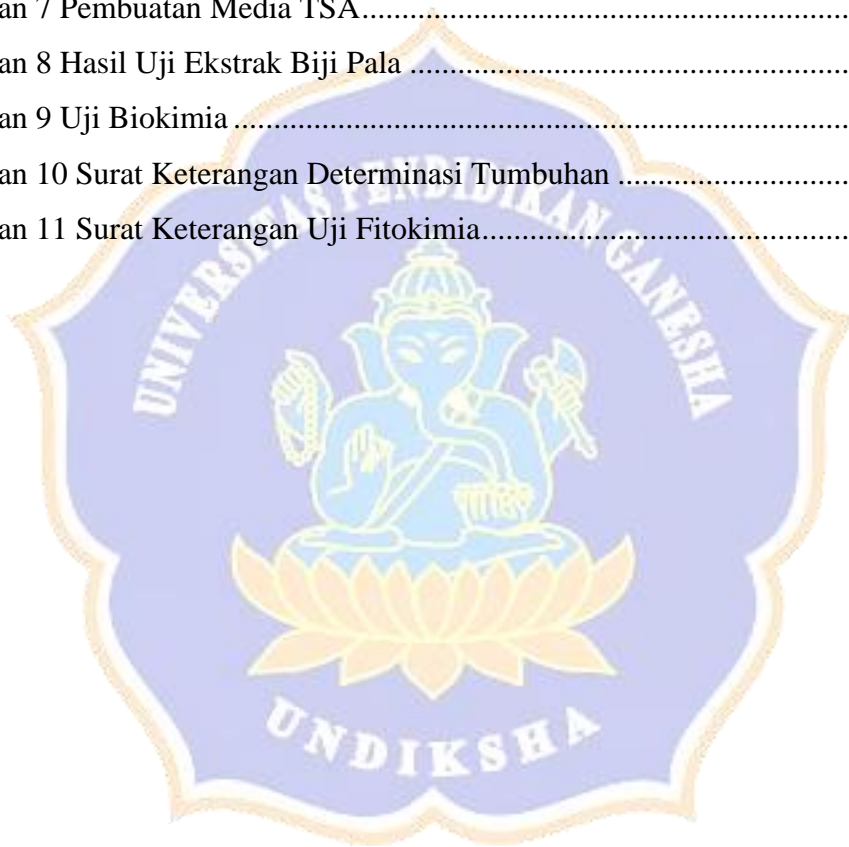 an 7 Pembuatan Media TSA
an 8 Hasil Uji Ekstrak Biji Pala
an 9 Uji Biokimia
an 10 Surat Keterangan Determinasi Tumbuhan
an 11 Surat Keterangan Uji Fitokimia
UNIVERSITAS PENDIDIKAN GANESHA
UNDIKSHA